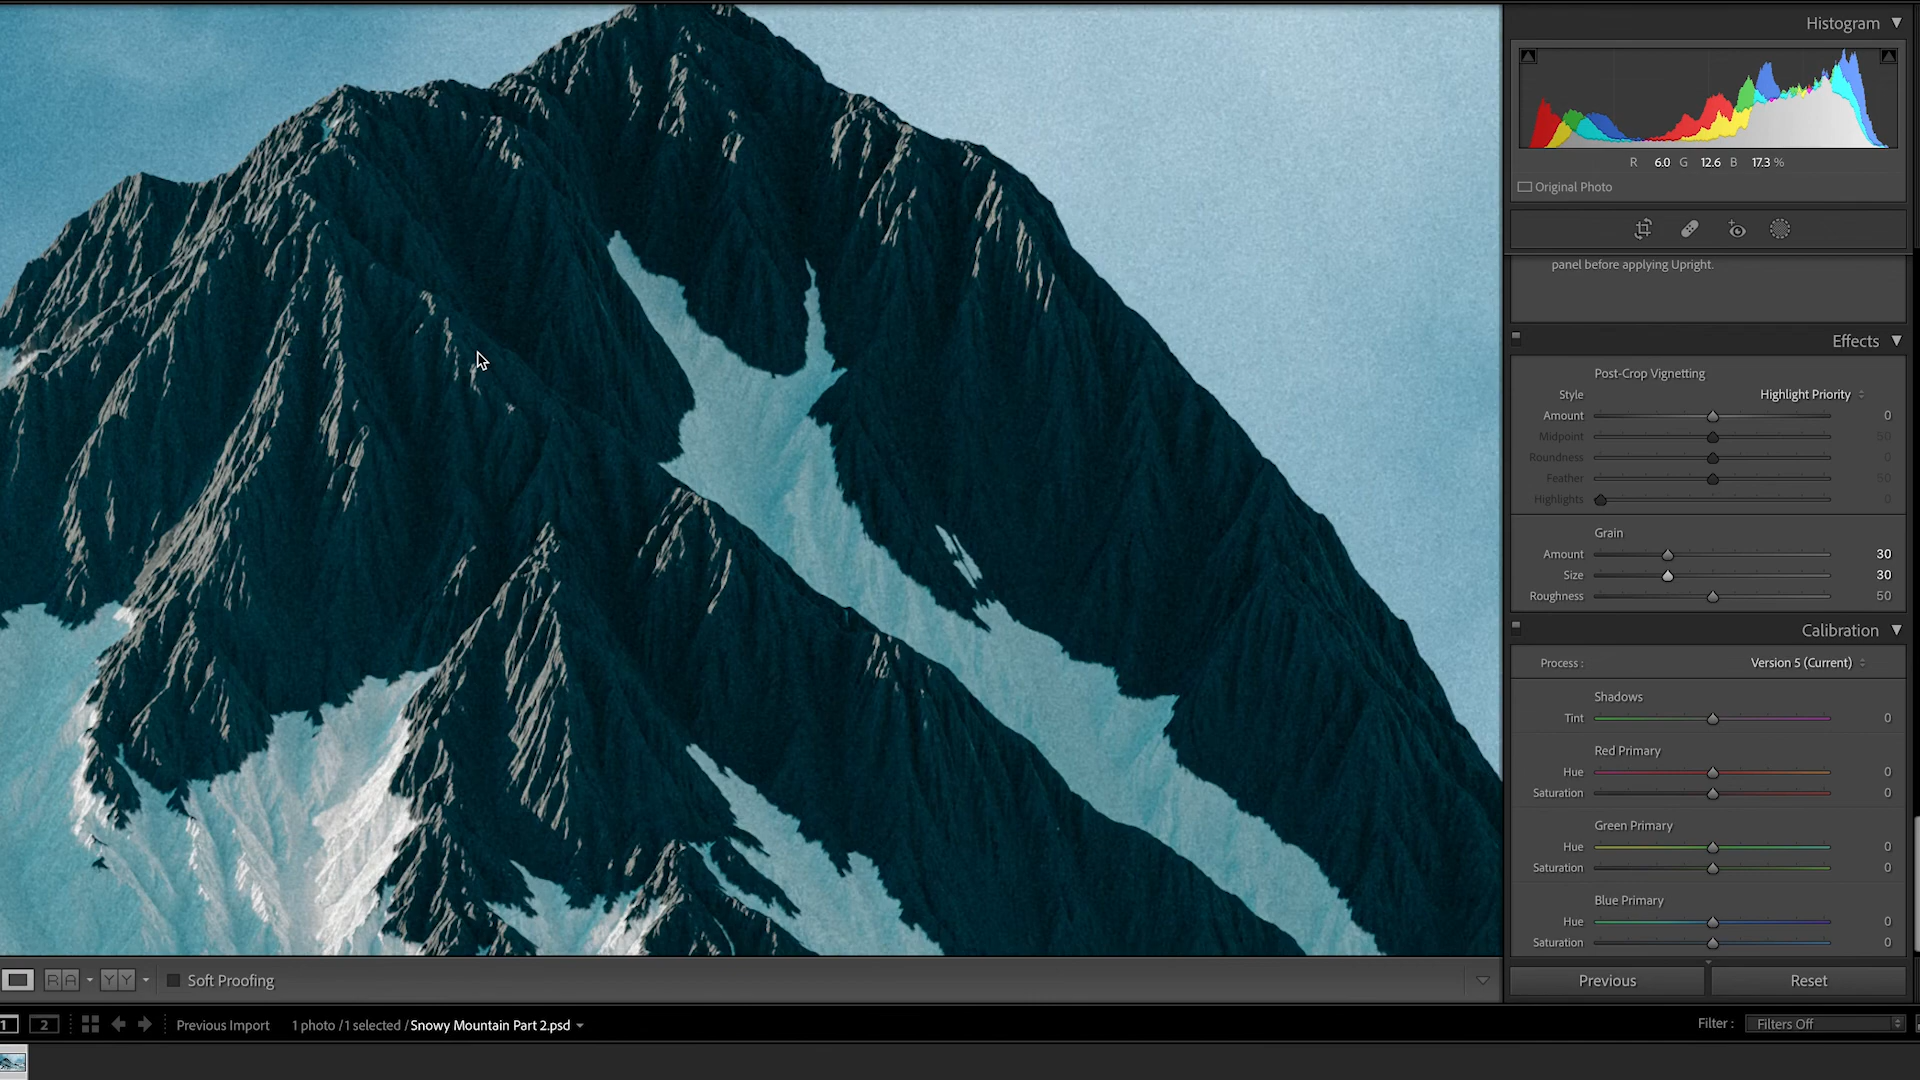 Histogram
R 6.0 G 12.6 B 17.3 %
Original Photo
panel before applying Upright.
Effects
Post-Crop Vignetting
Style Highlight Priority
Amount 0
Midpoint 50
Roundness 0
Feather 50
Highlights 0
Grain
Amount 30
Size 30
Roughness 50
Calibration
Process : Version 5 (Current)
Shadows
Tint 0
Red Primary
Hue 0
Saturation 0
Green Primary
Hue 0
Saturation 0
Blue Primary
Hue 0
Saturation 0
R A Y Y Soft Proofing
Previous Reset
1 2 Previous Import 1 photo / 1 selected / Snowy Mountain Part 2.psd
Filter : Filters Off